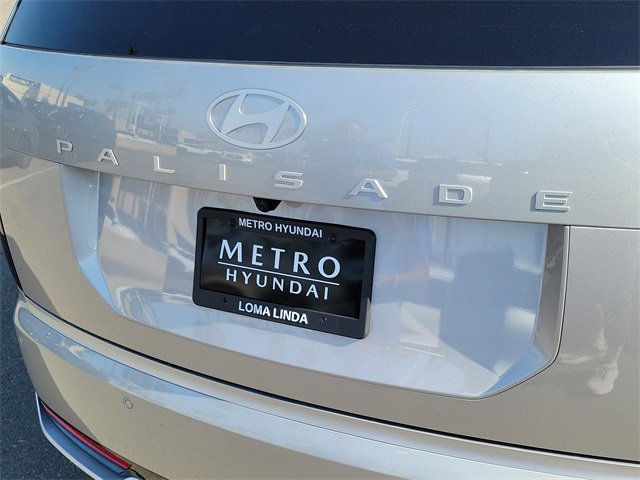 PALISADE
METRO HYUNDAI
METRO
HYUNDAI
LOMA LINDA